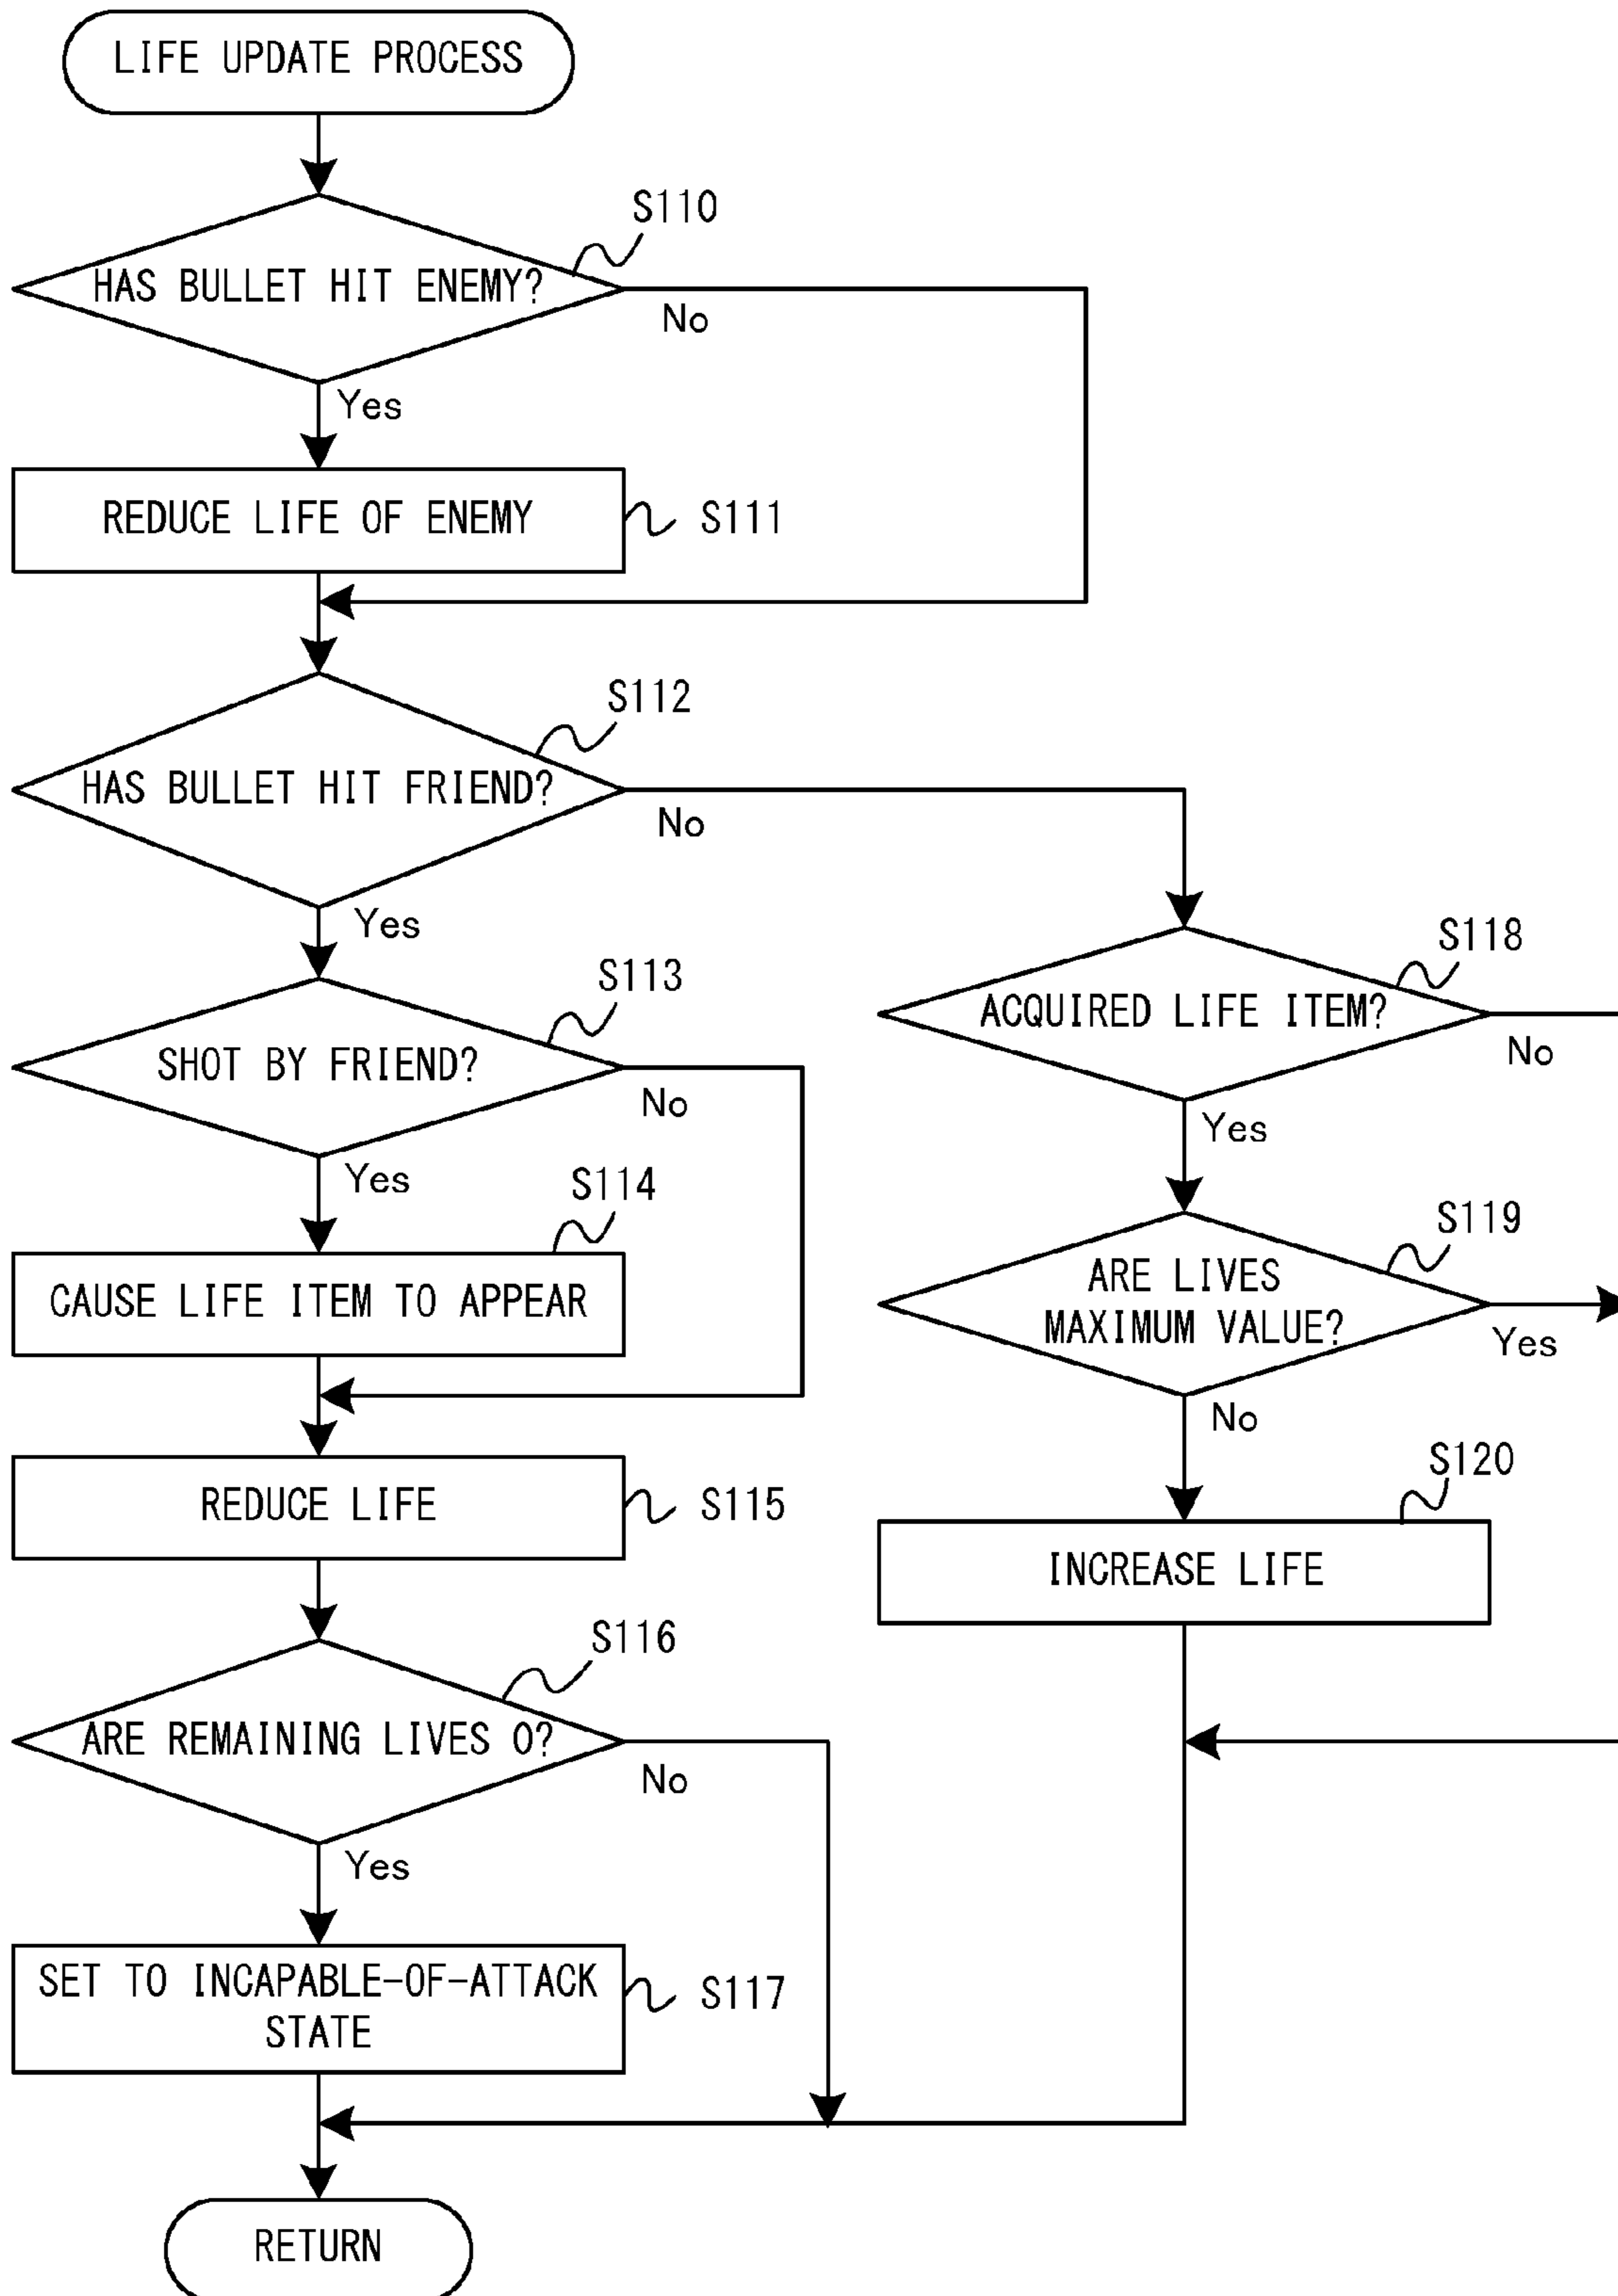 LIFE UPDATE PROCESS
S110
HAS BULLET HIT ENEMY?
No
Yes
REDUCE LIFE OF ENEMY
S111
S112
HAS BULLET HIT FRIEND?
No
Yes
S113
SHOT BY FRIEND?
No
Yes
S114
CAUSE LIFE ITEM TO APPEAR
REDUCE LIFE
S115
S116
ARE REMAINING LIVES 0?
No
Yes
SET TO INCAPABLE-OF-ATTACK
STATE
S117
RETURN
S118
ACQUIRED LIFE ITEM?
No
Yes
S119
ARE LIVES
MAXIMUM VALUE?
Yes
No
S120
INCREASE LIFE